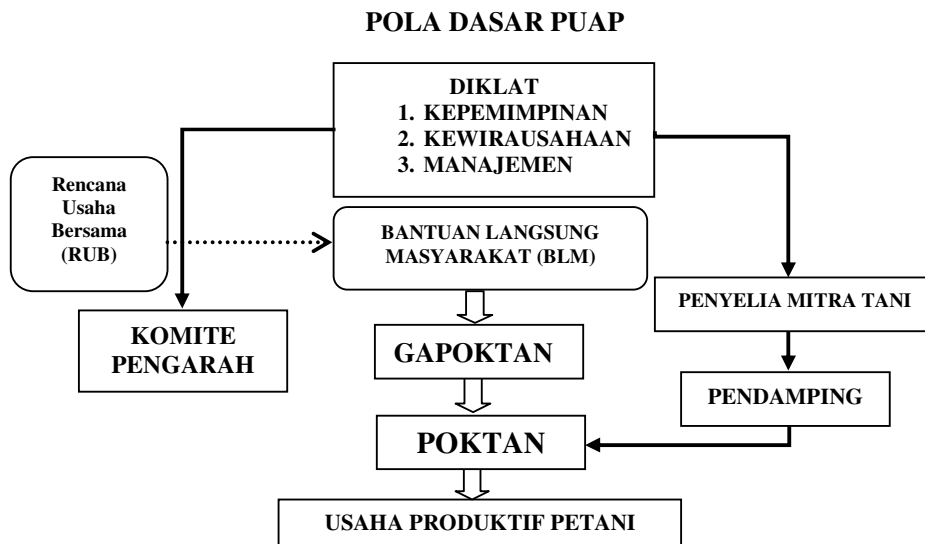 POLA DASAR PUAP
DIKLAT
1. KEPEMIMPINAN
2. KEWIRAUSAHAAN
3. MANAJEMEN
Rencana
Usaha
Bersama
(RUB)
BANTUAN LANGSUNG
MASYARAKAT (BLM)
PENYELIA MITRA TANI
KOMITE
PENGARAH
GAPOKTAN
PENDAMPING
POKTAN
USAHA PRODUKTIF PETANI